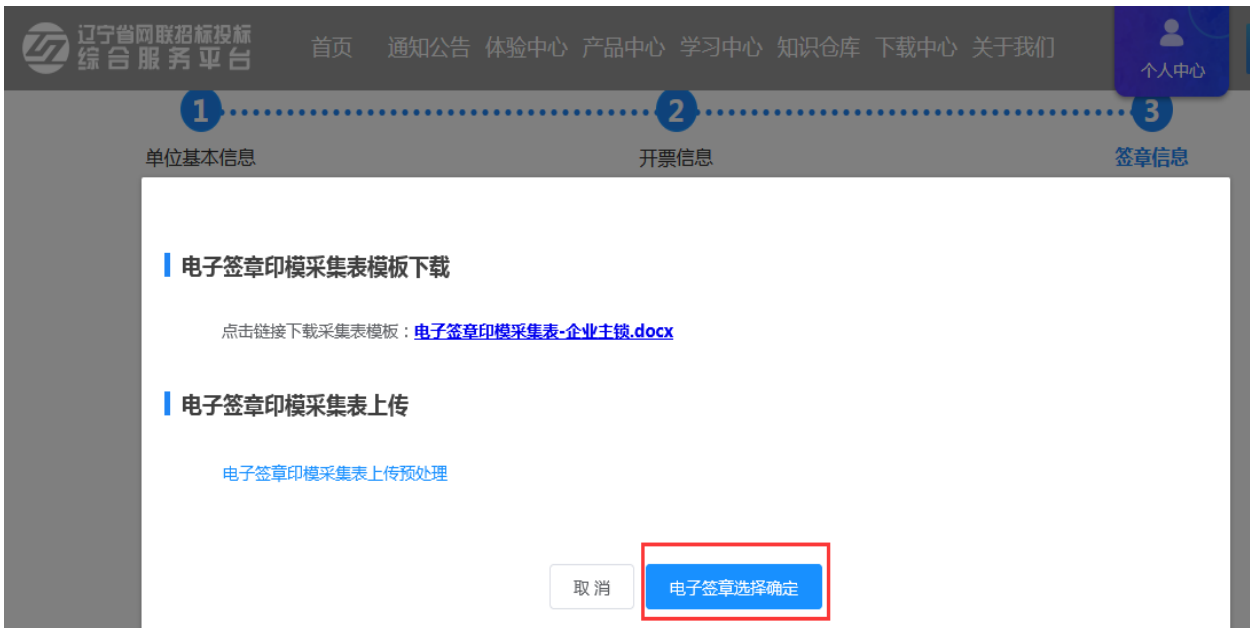 辽宁省网联招标投标
综合服务平台
首页 通知公告 体验中心 产品中心 学习中心 知识仓库 下载中心 关于我们
个人中心
1 2 3
单位基本信息 开票信息 签章信息
电子签章印模采集表模板下载
点击链接下载采集表模板：电子签章印模采集表-企业主锁.docx
电子签章印模采集表上传
电子签章印模采集表上传预处理
取消 电子签章选择确定